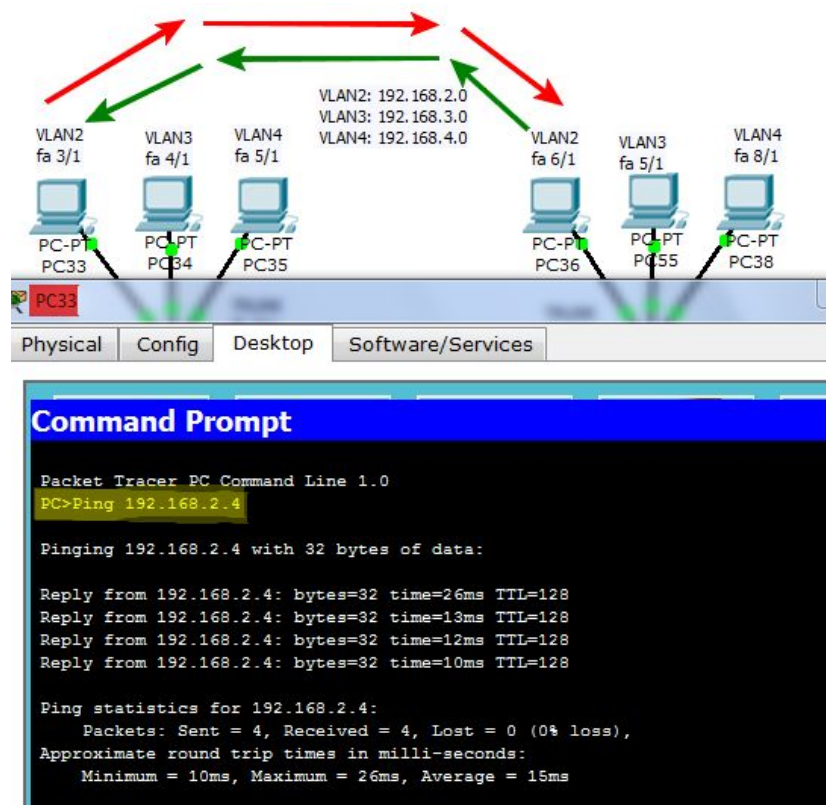 VLAN2: 192.168.2.0
VLAN3: 192.168.3.0
VLAN4: 192.168.4.0
VLAN2
fa 3/1
VLAN3
fa 4/1
VLAN4
fa 5/1
VLAN2
fa 6/1
VLAN3
fa 5/1
VLAN4
fa 8/1
PC-PT
PC33
PC-PT
PC34
PC-PT
PC35
PC-PT
PC36
PC-PT
PC55
PC-PT
PC38
PC33
Physical
Config
Desktop
Software/Services
Command Prompt
Packet Tracer PC Command Line 1.0
PC>Ping 192.168.2.4
Pinging 192.168.2.4 with 32 bytes of data:
Reply from 192.168.2.4: bytes=32 time=26ms TTL=128
Reply from 192.168.2.4: bytes=32 time=13ms TTL=128
Reply from 192.168.2.4: bytes=32 time=12ms TTL=128
Reply from 192.168.2.4: bytes=32 time=10ms TTL=128
Ping statistics for 192.168.2.4:
Packets: Sent = 4, Received = 4, Lost = 0 (0% loss),
Approximate round trip times in milli-seconds:
Minimum = 10ms, Maximum = 26ms, Average = 15ms